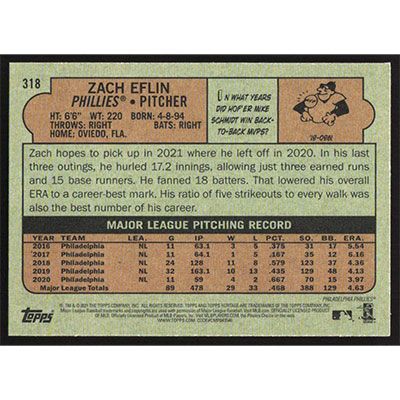 318
ZACH EFLIN
PHILLIES® • PITCHER
HT: 6'6" WT: 220 BORN: 4-8-94
THROWS: RIGHT BATS: RIGHT
HOME: OVIEDO, FLA.
IN WHAT YEARS
DID HOF'ER MIKE
SCHMIDT WIN BACK-
TO-BACK MVPS?
Zach hopes to pick up in 2021 where he left off in 2020. In his last
three outings, he hurled 17.2 innings, allowing just three earned runs
and 15 base runners. He fanned 18 batters. That lowered his overall
ERA to a career-best mark. His ratio of five strikeouts to every walk was
also the best number of his career.
MAJOR LEAGUE PITCHING RECORD
YEAR TEAM LEA. G IP W L PCT. SO. BB. ERA.
2016 Philadelphia NL 11 63.1 3 5 .375 31 17 5.54
2017 Philadelphia NL 11 64.1 1 5 .167 35 12 6.16
2018 Philadelphia NL 24 128 11 8 .579 123 37 4.36
2019 Philadelphia NL 32 163.1 10 13 .435 129 48 4.13
2020 Philadelphia NL 11 59 4 2 .667 70 15 3.97
Major League Totals 89 478 29 33 .468 388 129 4.63
PHILADELPHIA PHILLIES®
Topps